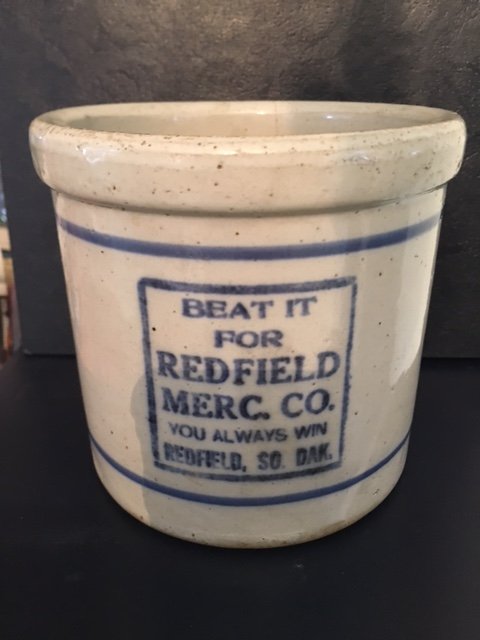 BEAT IT
FOR
REDFIELD
MERC. CO.
YOU ALWAYS WIN
REDFIELD, SO. DAK.